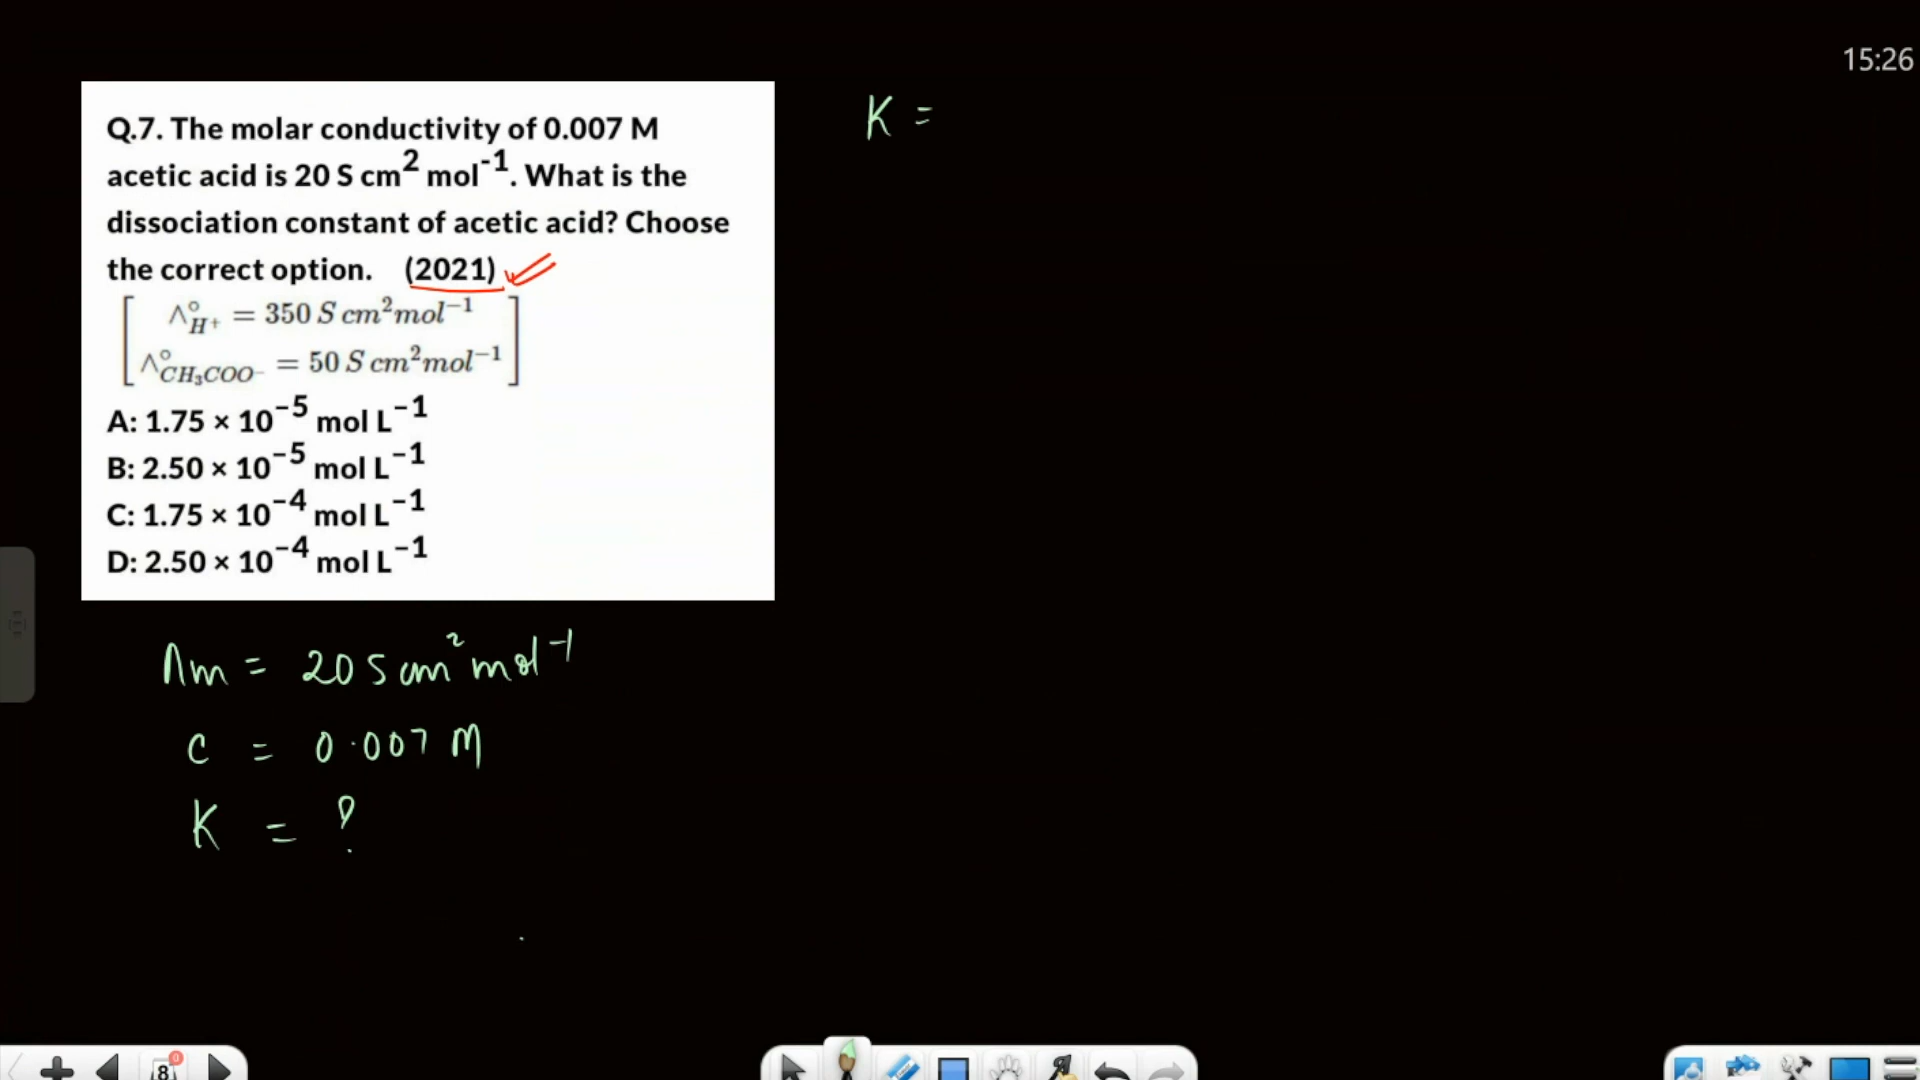 15:26
Q.7. The molar conductivity of 0.007 M
acetic acid is 20 S cm² mol⁻¹. What is the
dissociation constant of acetic acid? Choose
the correct option. (2021)
∧°H⁺ = 350 S cm²mol⁻¹
∧°CH₃COO⁻ = 50 S cm²mol⁻¹
A: 1.75 × 10⁻⁵ mol L⁻¹
B: 2.50 × 10⁻⁵ mol L⁻¹
C: 1.75 × 10⁻⁴ mol L⁻¹
D: 2.50 × 10⁻⁴ mol L⁻¹
Λm = 20 S cm² mol⁻¹
C = 0.007 M
K = ?
K =
8
0